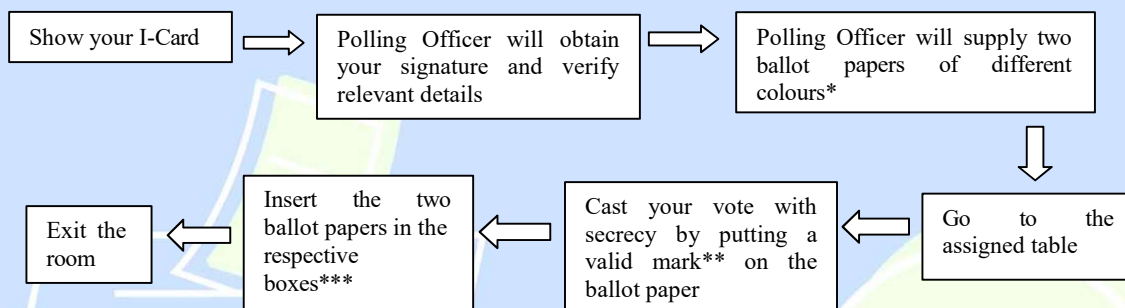 Show your I-Card
Polling Officer will obtain
your signature and verify
relevant details
Polling Officer will supply two
ballot papers of different
colours*
Go to the
assigned table
Cast your vote with
secrecy by putting a
valid mark** on the
ballot paper
Insert the two
ballot papers in the
respective
boxes***
Exit the
room